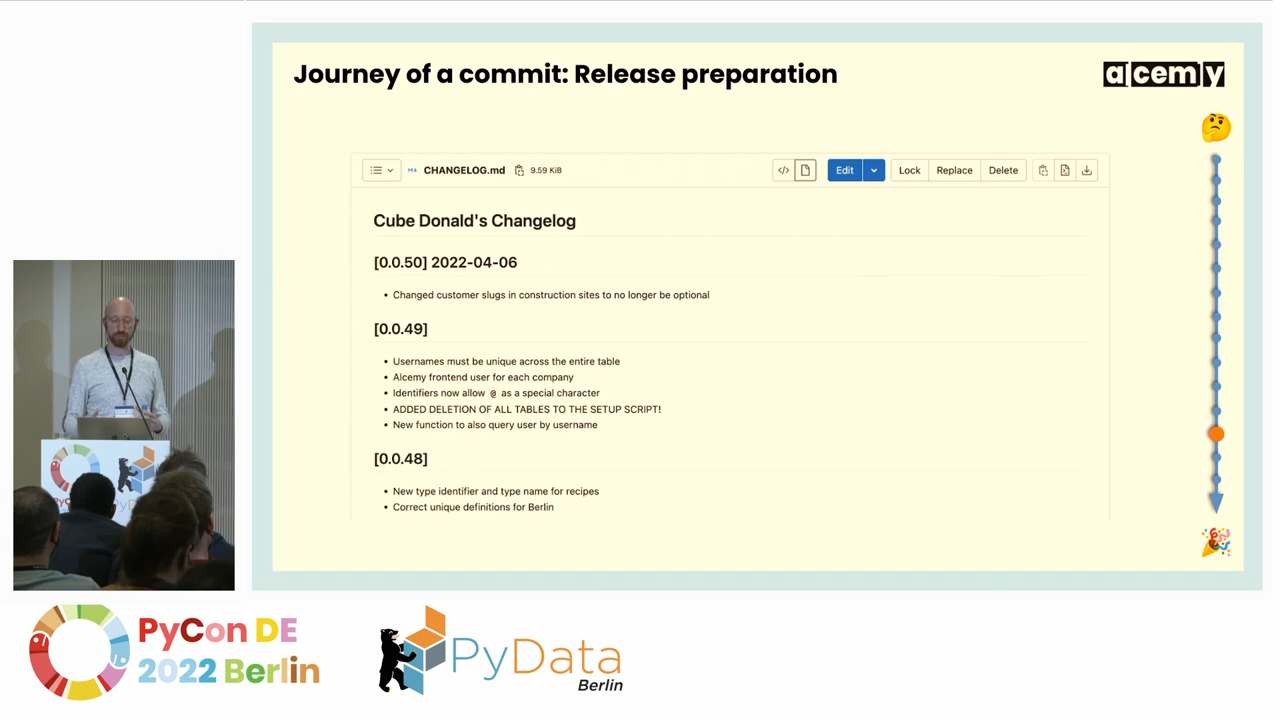 Journey of a commit: Release preparation
alcemy
CHANGELOG.md 9.59 KiB
</>
Edit
Lock
Replace
Delete
Cube Donald's Changelog
[0.0.50] 2022-04-06
Changed customer slugs in construction sites to no longer be optional
[0.0.49]
Usernames must be unique across the entire table
Alcemy frontend user for each company
Identifiers now allow @ as a special character
ADDED DELETION OF ALL TABLES TO THE SETUP SCRIPT!
New function to also query user by username
[0.0.48]
New type identifier and type name for recipes
Correct unique definitions for Berlin
PyData
PyCon DE
2022 Berlin
PyData
Berlin